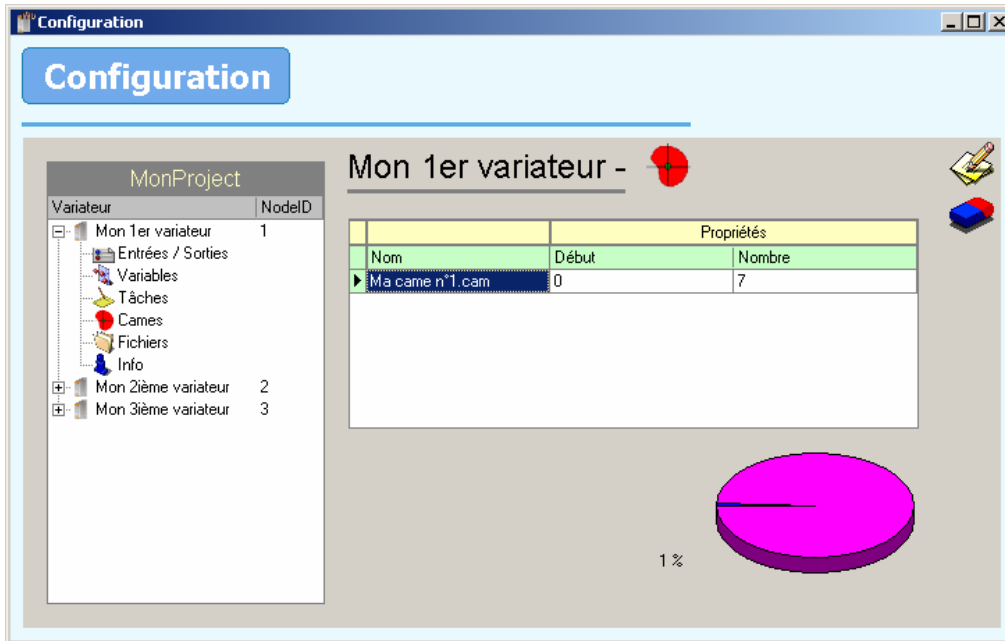 Configuration
Configuration
MonProject
Variateur NodeID
Mon 1er variateur 1
Entrées / Sorties
Variables
Tâches
Cames
Fichiers
Info
Mon 2ième variateur 2
Mon 3ième variateur 3
Mon 1er variateur -
Propriétés
Nom Début Nombre
Ma came n°1.cam 0 7
1 %